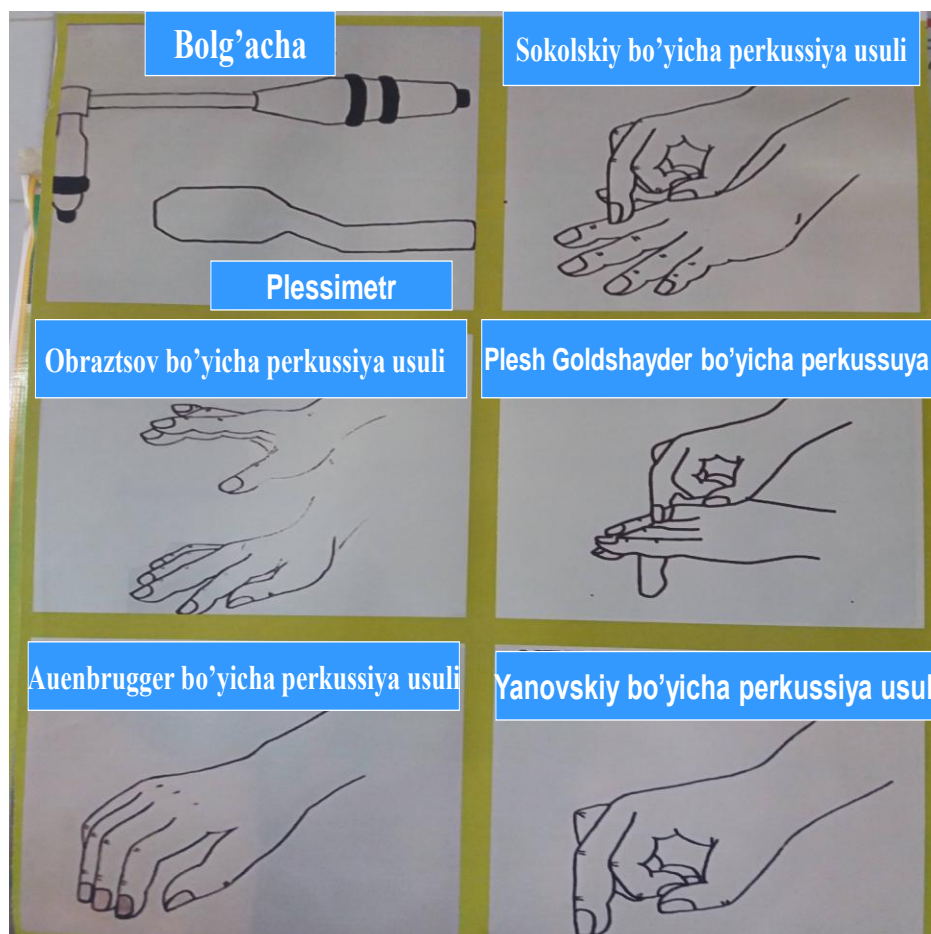 Bolg’acha
Sokolskiy bo’yicha perkussiya usuli
Plessimetr
Obraztsov bo’yicha perkussiya usuli
Plesh Goldshayder bo’yicha perkussuya
Auenbrugger bo’yicha perkussiya usuli
Yanovskiy bo’yicha perkussiya usul